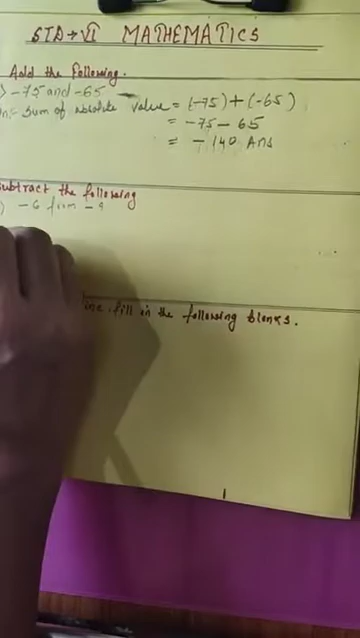 STD → VI MATHEMATICS
Add the following.
) -75 and -65
Sum of Absolute Value = (-75) + (-65)
= -75 - 65
= -140 Ans
Subtract the following
) -6 from -9
line, fill in the following blanks.